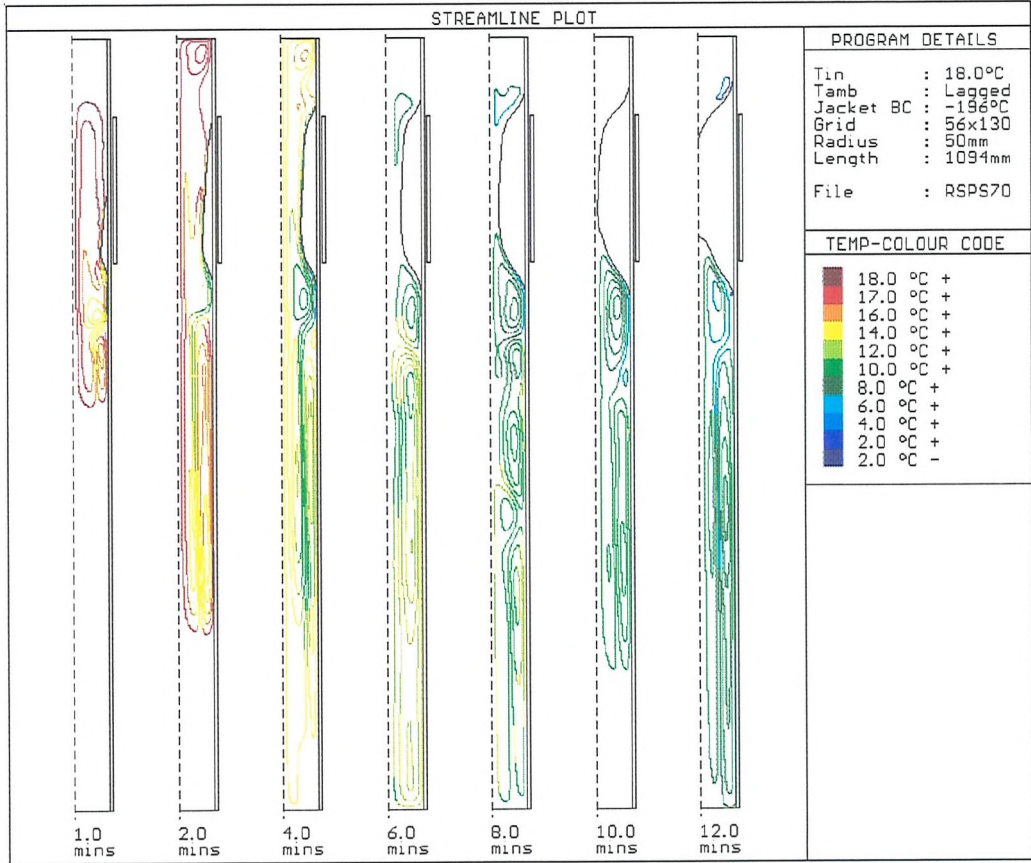 STREAMLINE PLOT
PROGRAM DETAILS
Tin : 18.0°C
Tamb : Lagged
Jacket BC : -196°C
Grid : 56x130
Radius : 50mm
Length : 1094mm
File : RSPS70
TEMP-COLOUR CODE
18.0 °C +
17.0 °C +
16.0 °C +
14.0 °C +
12.0 °C +
10.0 °C +
8.0 °C +
6.0 °C +
4.0 °C +
2.0 °C +
2.0 °C -
1.0 mins
2.0 mins
4.0 mins
6.0 mins
8.0 mins
10.0 mins
12.0 mins